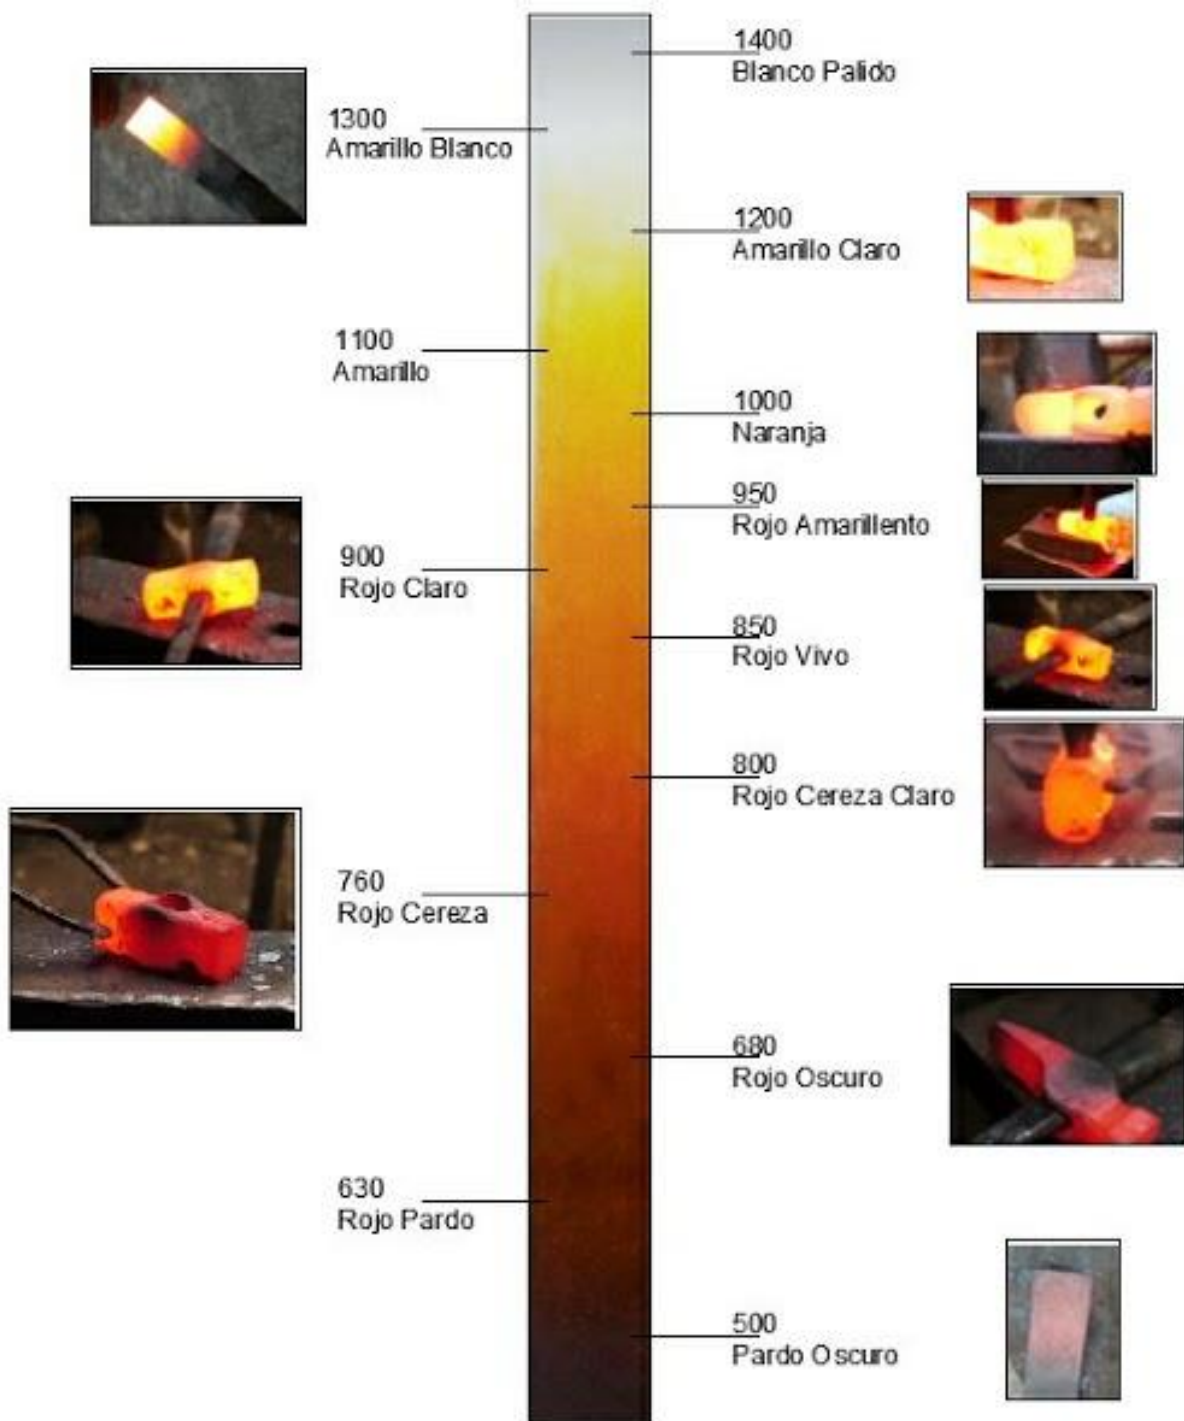 1400
Blanco Palido
1300
Amarillo Blanco
1200
Amarillo Claro
1100
Amarillo
1000
Naranja
950
Rojo Amarillento
900
Rojo Claro
850
Rojo Vivo
800
Rojo Cereza Claro
760
Rojo Cereza
680
Rojo Oscuro
630
Rojo Pardo
500
Pardo Oscuro